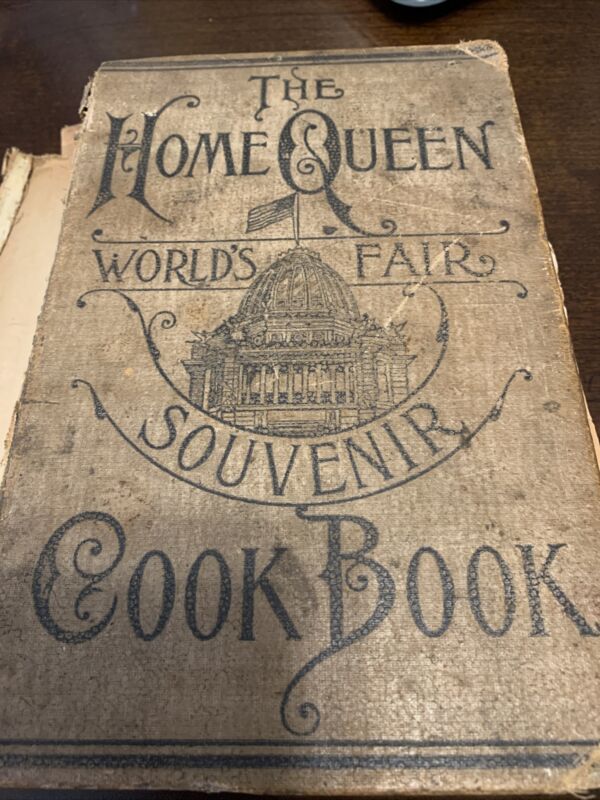 THE
HOME QUEEN
WORLD'S FAIR
SOUVENIR
COOK BOOK